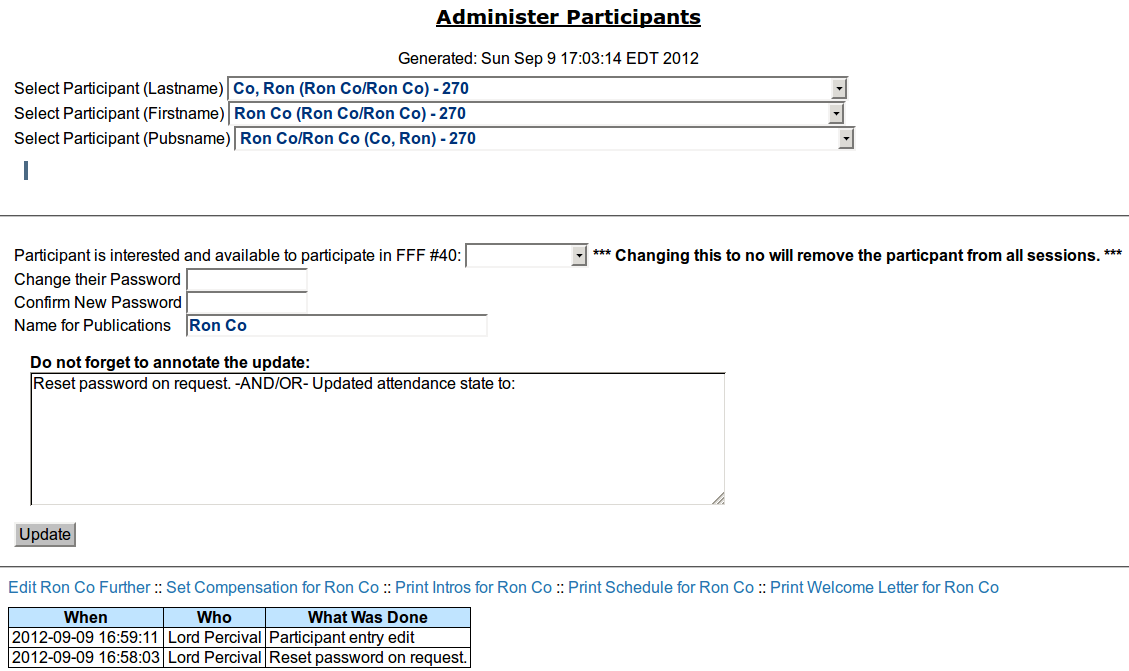 Administer Participants
Generated: Sun Sep 9 17:03:14 EDT 2012
Select Participant (Lastname) Co, Ron (Ron Co/Ron Co) - 270
Select Participant (Firstname) Ron Co (Ron Co/Ron Co) - 270
Select Participant (Pubsname) Ron Co/Ron Co (Co, Ron) - 270
Participant is interested and available to participate in FFF #40: *** Changing this to no will remove the particpant from all sessions. ***
Change their Password
Confirm New Password
Name for Publications Ron Co
Do not forget to annotate the update:
Reset password on request. -AND/OR- Updated attendance state to:
Update
Edit Ron Co Further :: Set Compensation for Ron Co :: Print Intros for Ron Co :: Print Schedule for Ron Co :: Print Welcome Letter for Ron Co
When Who What Was Done
2012-09-09 16:59:11 Lord Percival Participant entry edit
2012-09-09 16:58:03 Lord Percival Reset password on request.